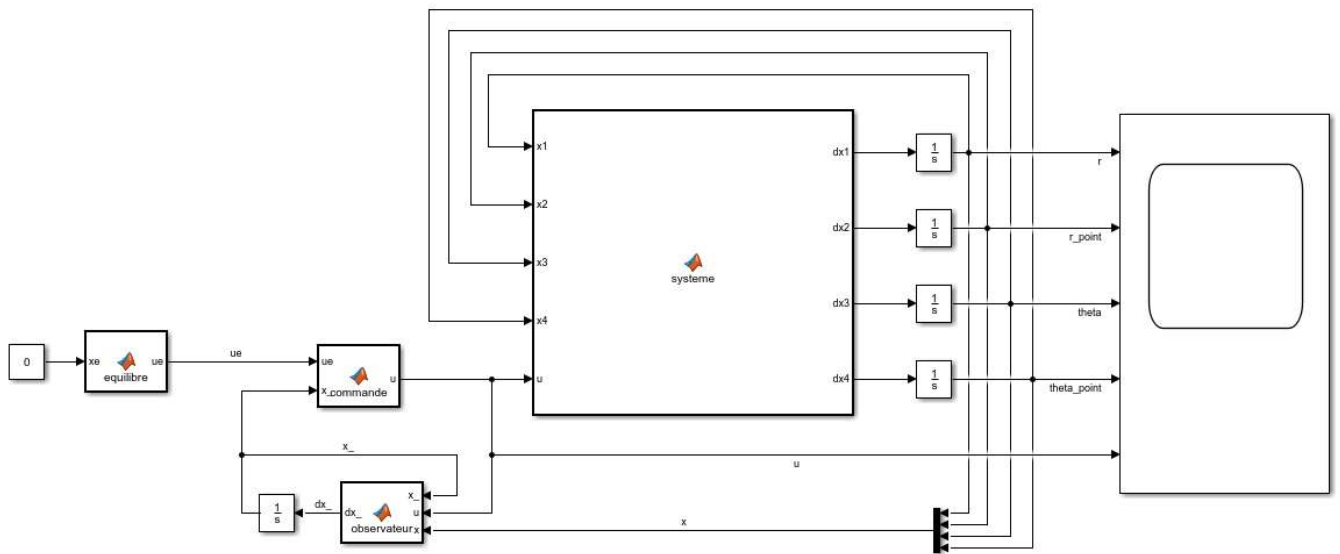 x1
dx1
1
s
r
x2
dx2
1
s
r_point
x3
systeme
dx3
1
s
theta
x4
dx4
1
s
theta_point
0
xe
ue
equilibre
ue
ue
x_
u
commande
u
u
x_
dx_
1
s
dx_
x_
u
x
observateur
x